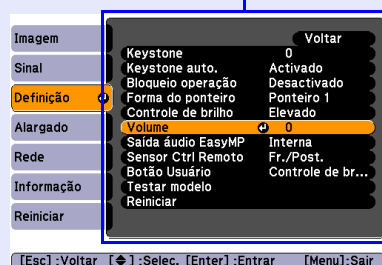 Imagem
Sinal
Definição
Alargado
Rede
Informação
Reiniciar
Voltar
Keystone 0
Keystone auto. Activado
Bloqueio operação Desactivado
Forma do ponteiro Ponteiro 1
Controle de brilho Elevado
Volume 0
Saída áudio EasyMP Interna
Sensor Ctrl Remoto Fr./Post.
Botão Usuário Controle de br...
Testar modelo
Reiniciar
[Esc] :Voltar [◆] :Selec. [Enter] :Entrar [Menu]:Sair